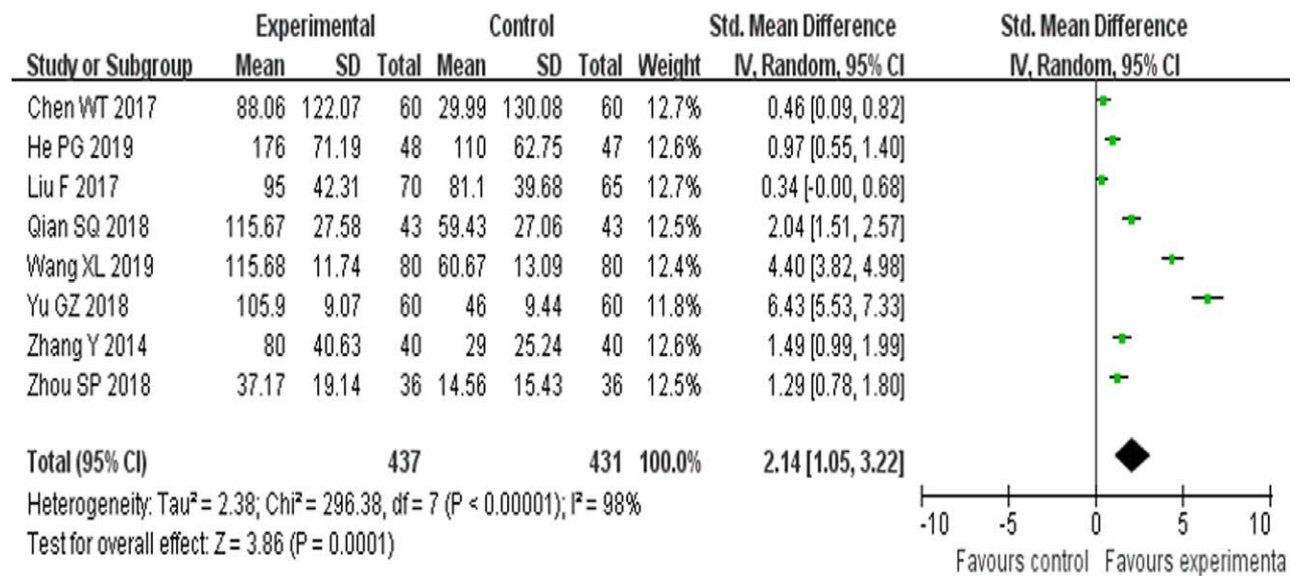 Experimental Control Std. Mean Difference Std. Mean Difference
Study or Subgroup Mean SD Total Mean SD Total Weight IV, Random, 95% CI IV, Random, 95% CI
Chen WT 2017 88.06 122.07 60 29.99 130.08 60 12.7% 0.46 [0.09, 0.82]
He PG 2019 176 71.19 48 110 62.75 47 12.6% 0.97 [0.55, 1.40]
Liu F 2017 95 42.31 70 81.1 39.68 65 12.7% 0.34 [-0.00, 0.68]
Qian SQ 2018 115.67 27.58 43 59.43 27.06 43 12.5% 2.04 [1.51, 2.57]
Wang XL 2019 115.68 11.74 80 60.67 13.09 80 12.4% 4.40 [3.82, 4.98]
Yu GZ 2018 105.9 9.07 60 46 9.44 60 11.8% 6.43 [5.53, 7.33]
Zhang Y 2014 80 40.63 40 29 25.24 40 12.6% 1.49 [0.99, 1.99]
Zhou SP 2018 37.17 19.14 36 14.56 15.43 36 12.5% 1.29 [0.78, 1.80]
Total (95% CI) 437 431 100.0% 2.14 [1.05, 3.22]
Heterogeneity: Tau² = 2.38; Chi² = 296.38, df = 7 (P < 0.00001); I² = 98%
Test for overall effect: Z = 3.86 (P = 0.0001)
-10 -5 0 5 10
Favours control Favours experimenta